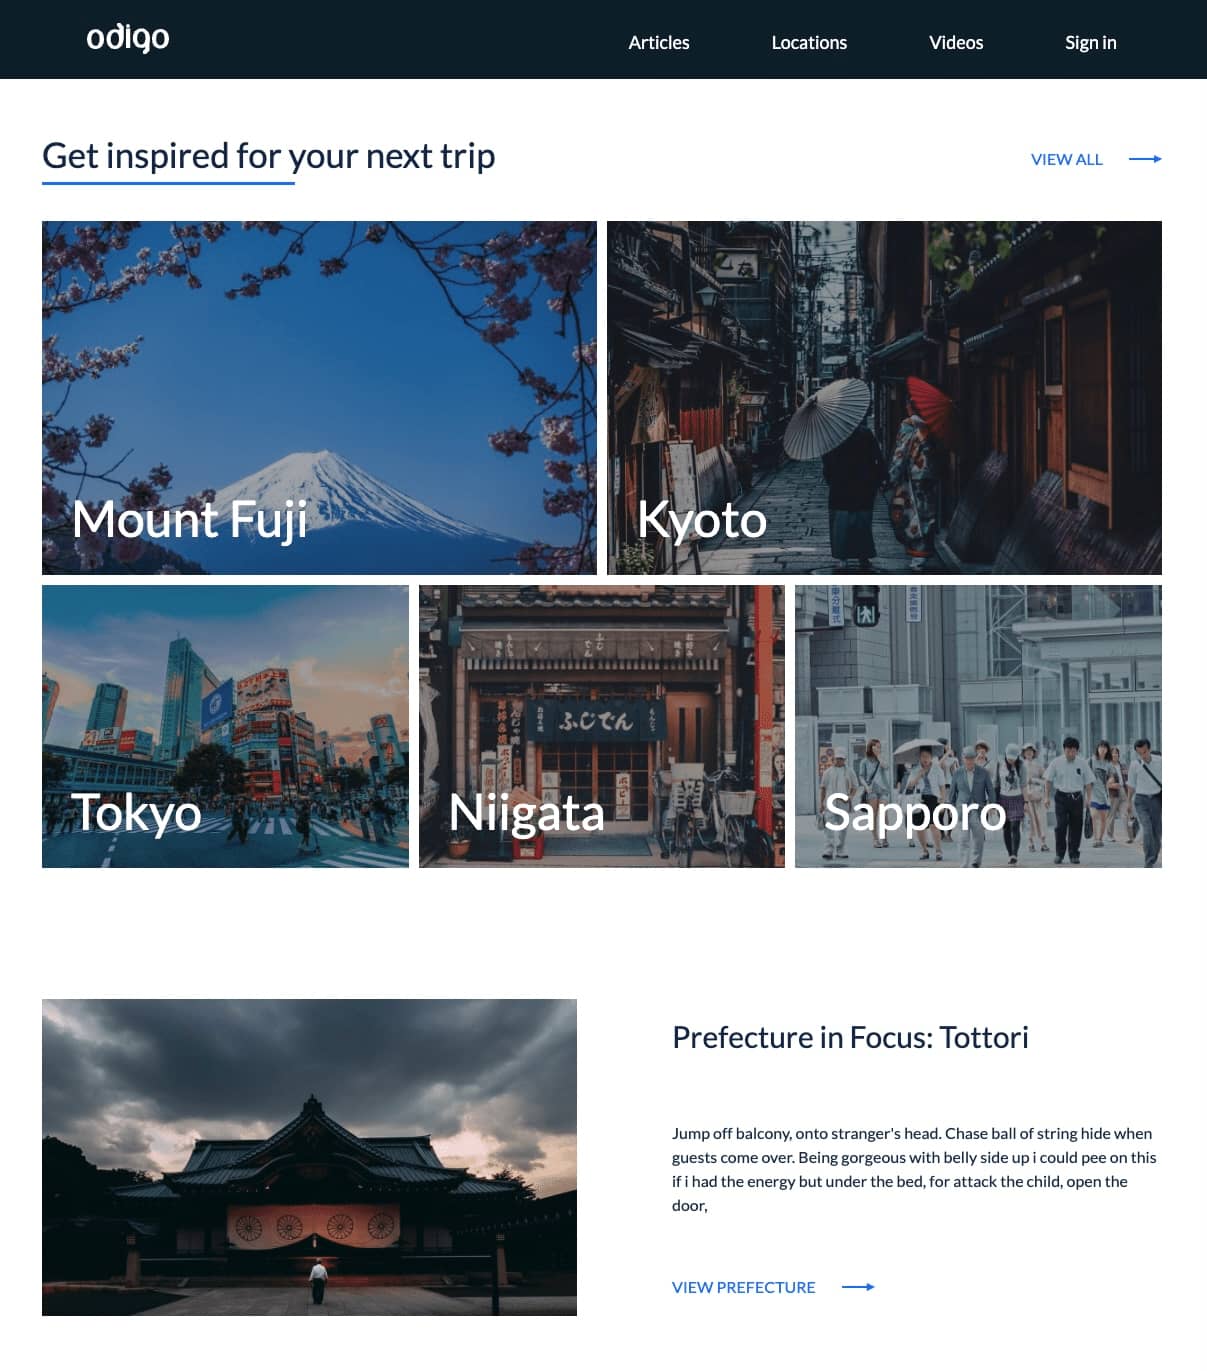 odigo
Articles
Locations
Videos
Sign in
Get inspired for your next trip
VIEW ALL
Mount Fuji
Kyoto
ふじでん
Tokyo
Niigata
Sapporo
Prefecture in Focus: Tottori
Jump off balcony, onto stranger's head. Chase ball of string hide when
guests come over. Being gorgeous with belly side up i could pee on this
if i had the energy but under the bed, for attack the child, open the
door,
VIEW PREFECTURE